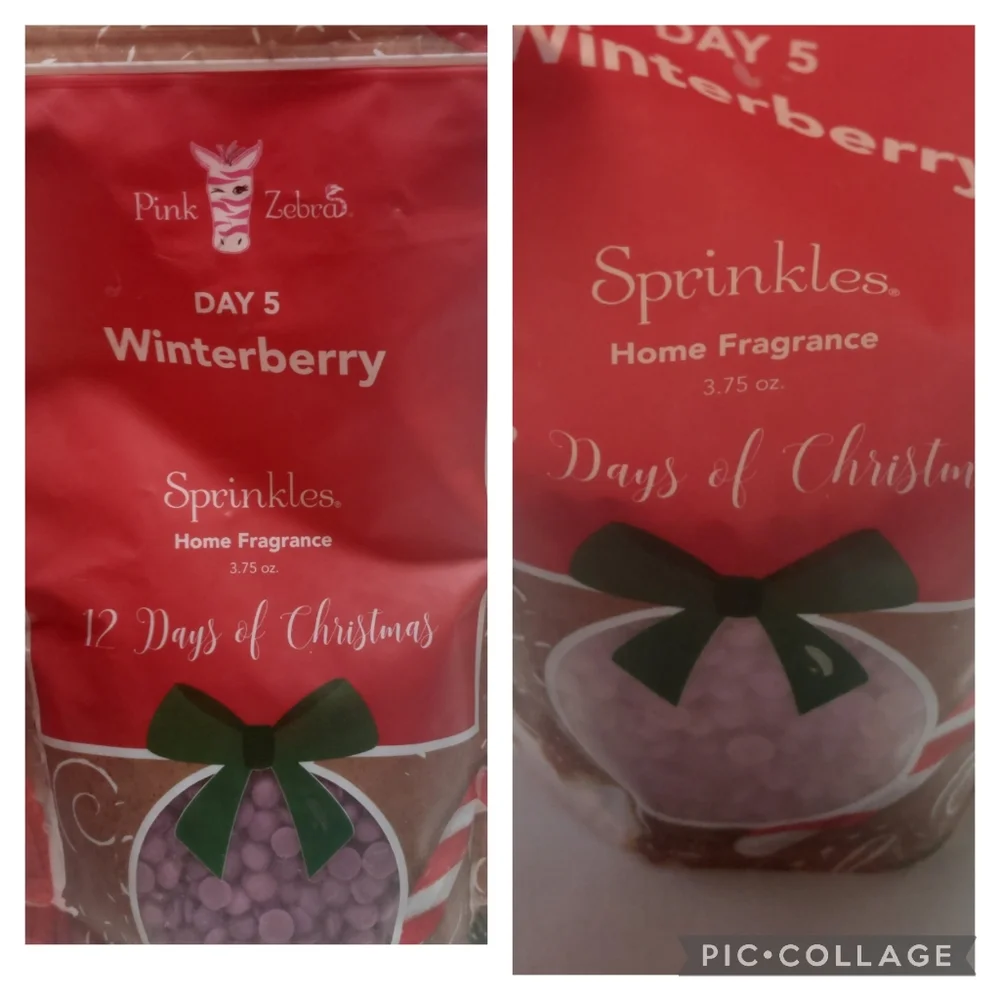 Pink Zebra®
DAY 5
Winterberry
Sprinkles®
Home Fragrance
3.75 oz.
12 Days of Christmas
DAY 5
Winterberry
Sprinkles®
Home Fragrance
3.75 oz.
Days of Christm
PIC•COLLAGE